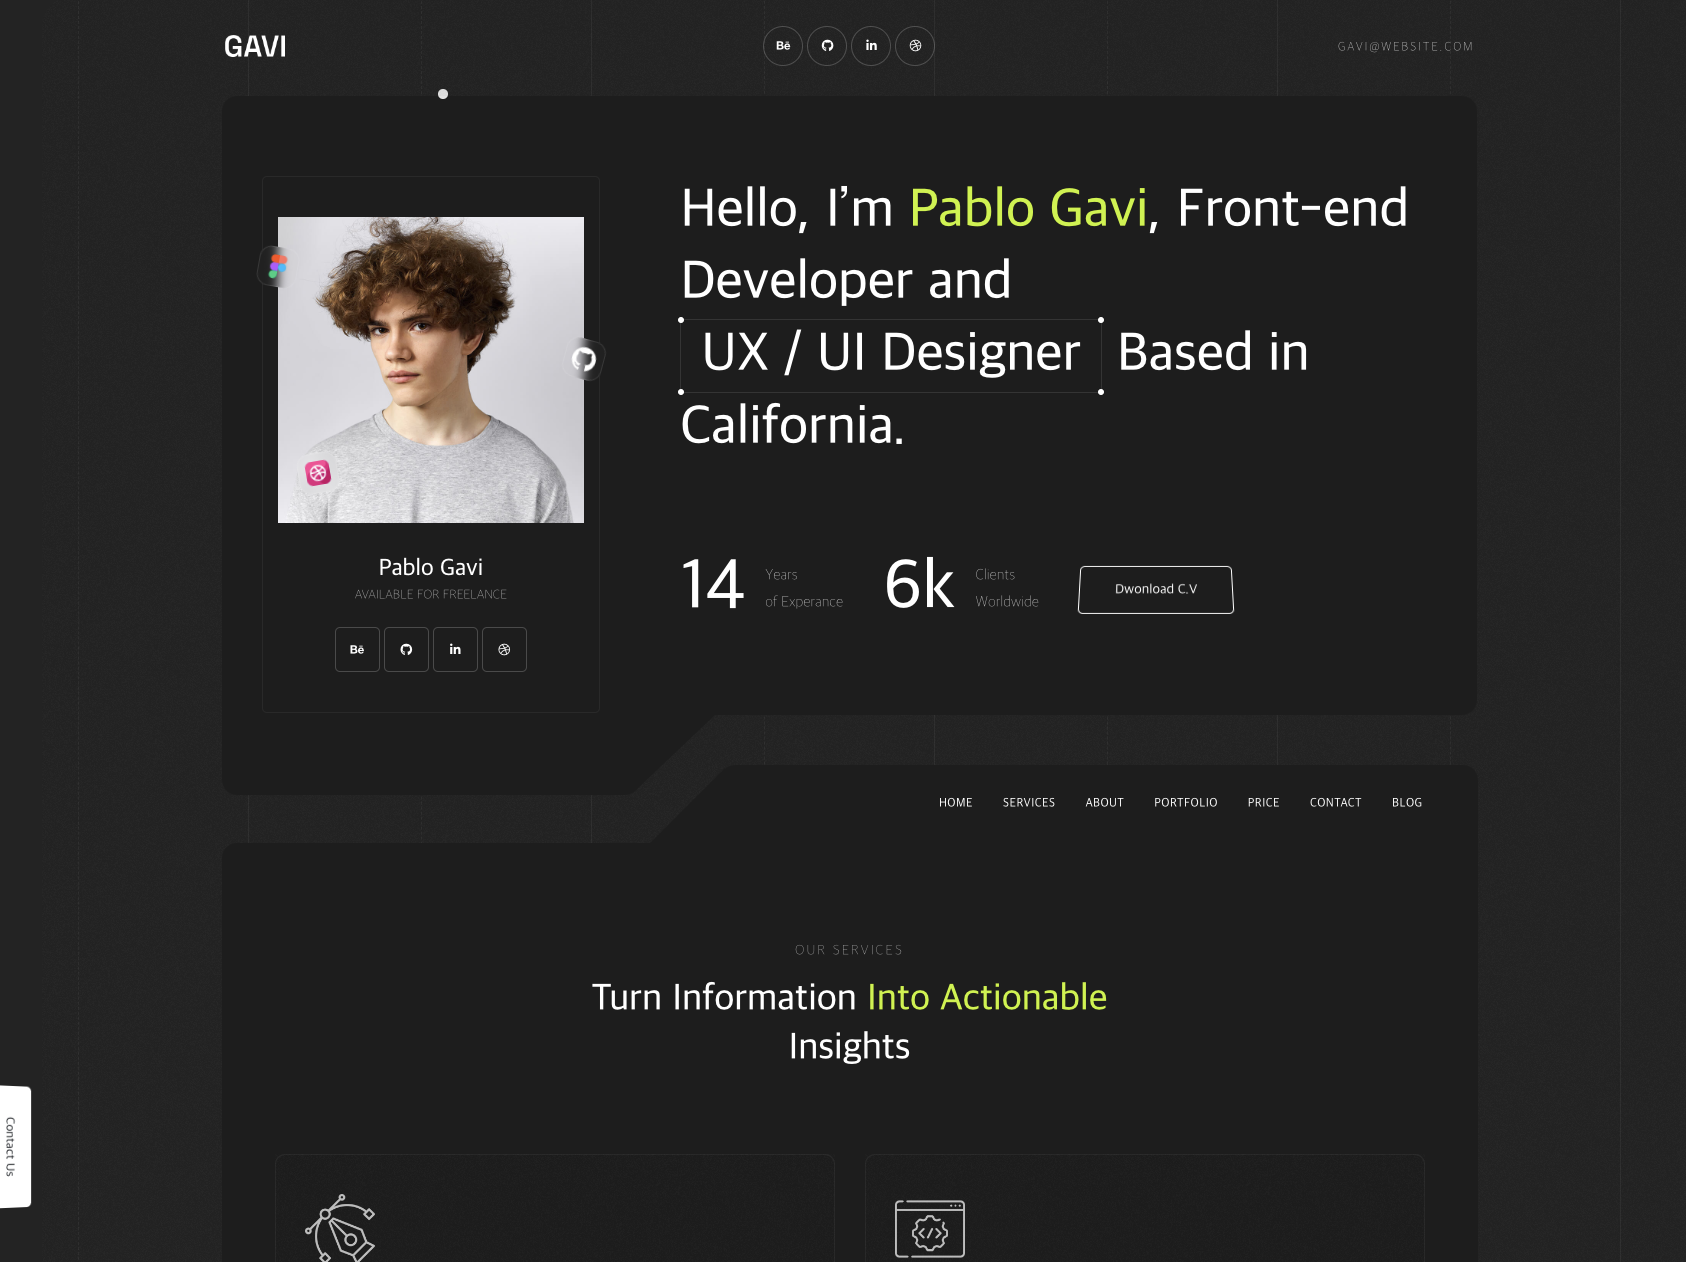 GAVI
Bē
in
GAVI@WEBSITE.COM
Hello, I’m Pablo Gavi, Front-end
Developer and
UX / UI Designer Based in
California.
Pablo Gavi
AVAILABLE FOR FREELANCE
Bē
in
14
Years
of Experance
6k
Clients
Worldwide
Dwonload C.V
HOME SERVICES ABOUT PORTFOLIO PRICE CONTACT BLOG
OUR SERVICES
Turn Information Into Actionable
Insights
Contact Us